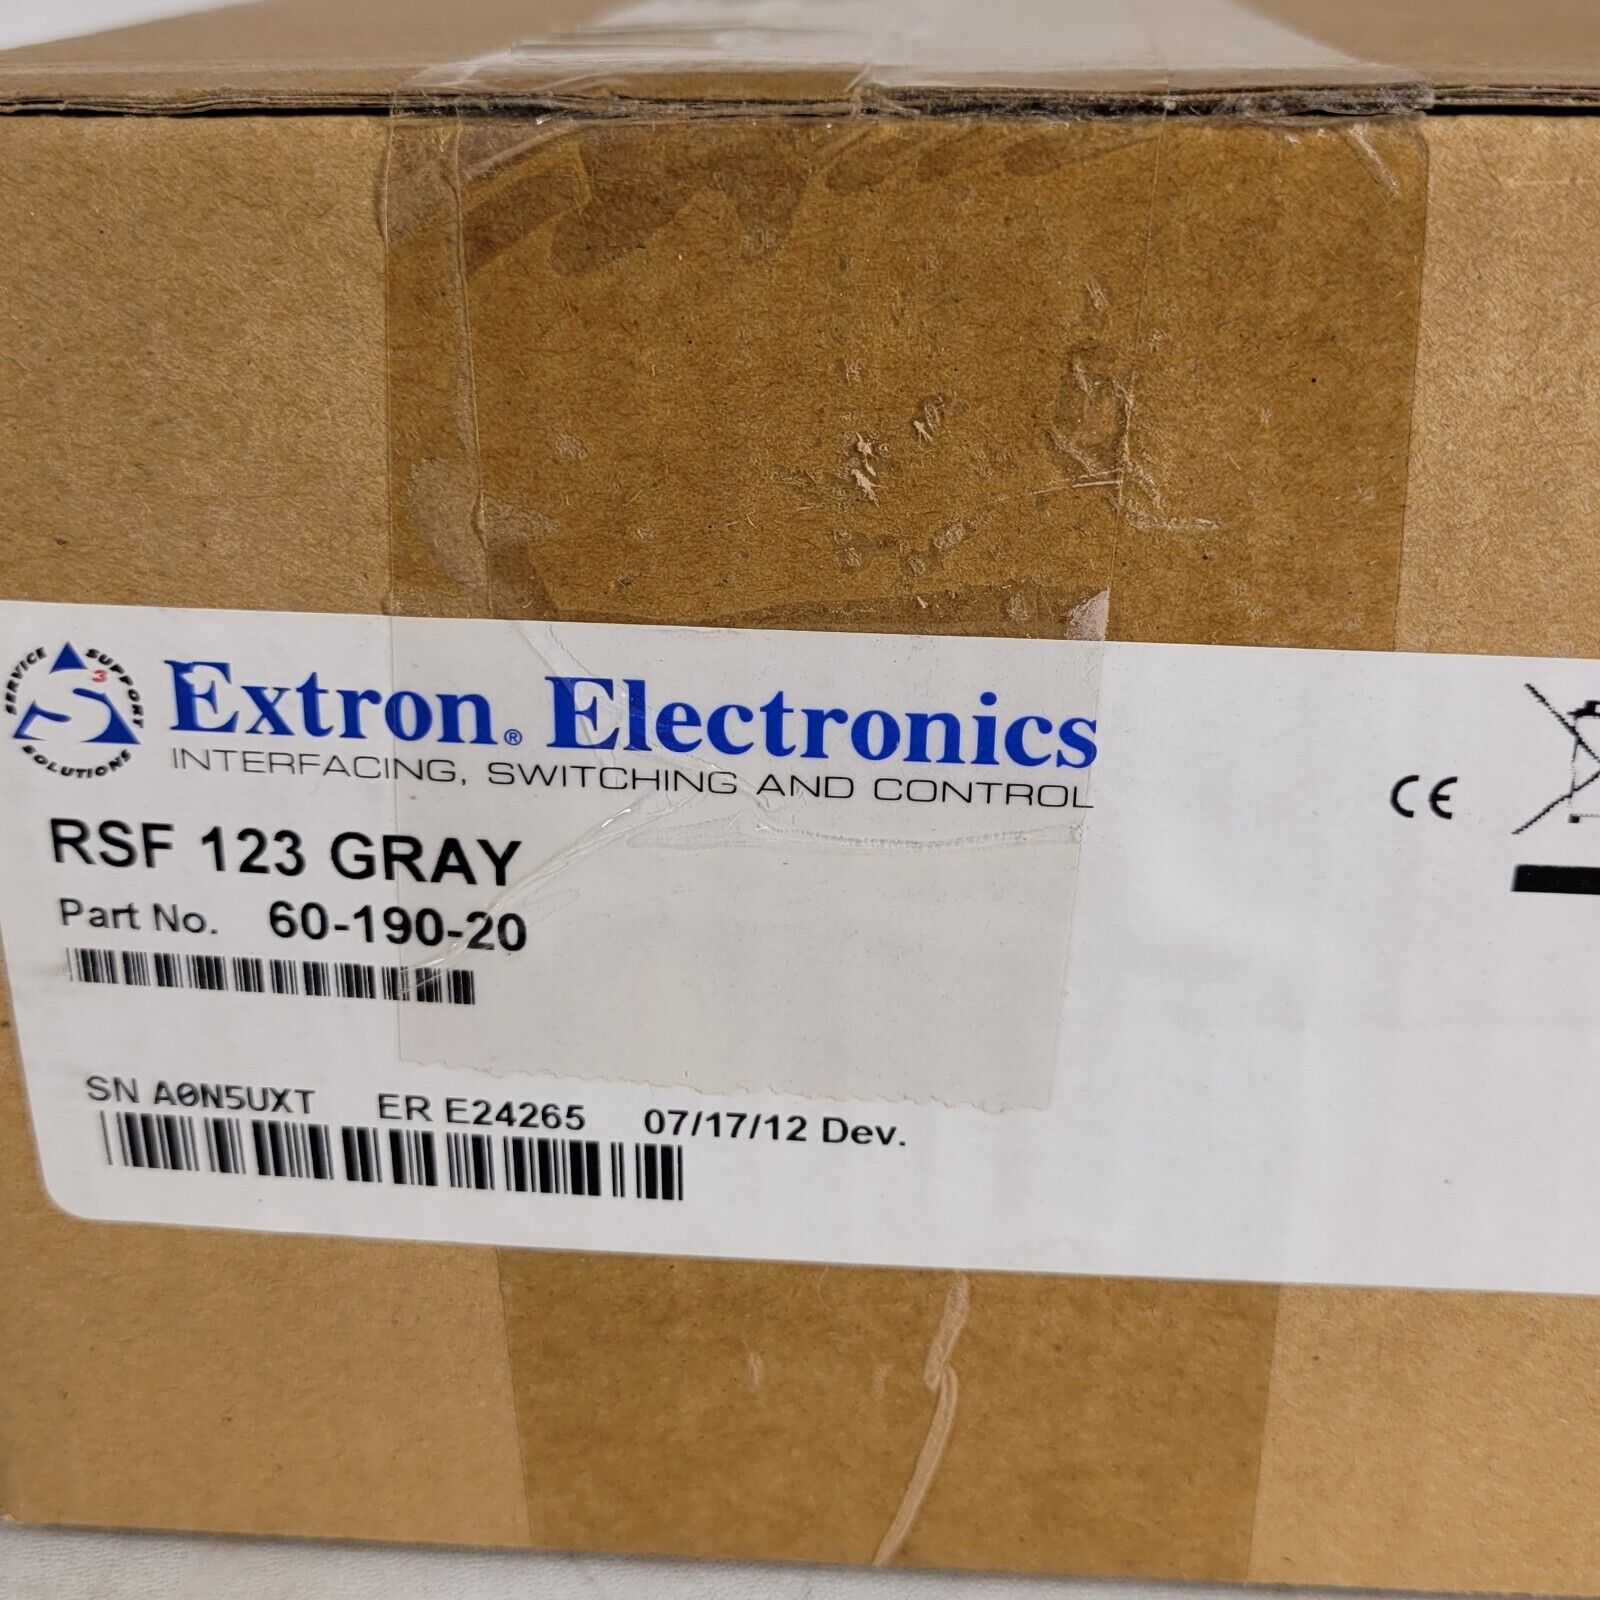 SERVICE SUPPORT SOLUTIONS
S3
Extron® Electronics
INTERFACING, SWITCHING AND CONTROL
CE
RSF 123 GRAY
Part No. 60-190-20
SN A0N5UXT ER E24265 07/17/12 Dev.